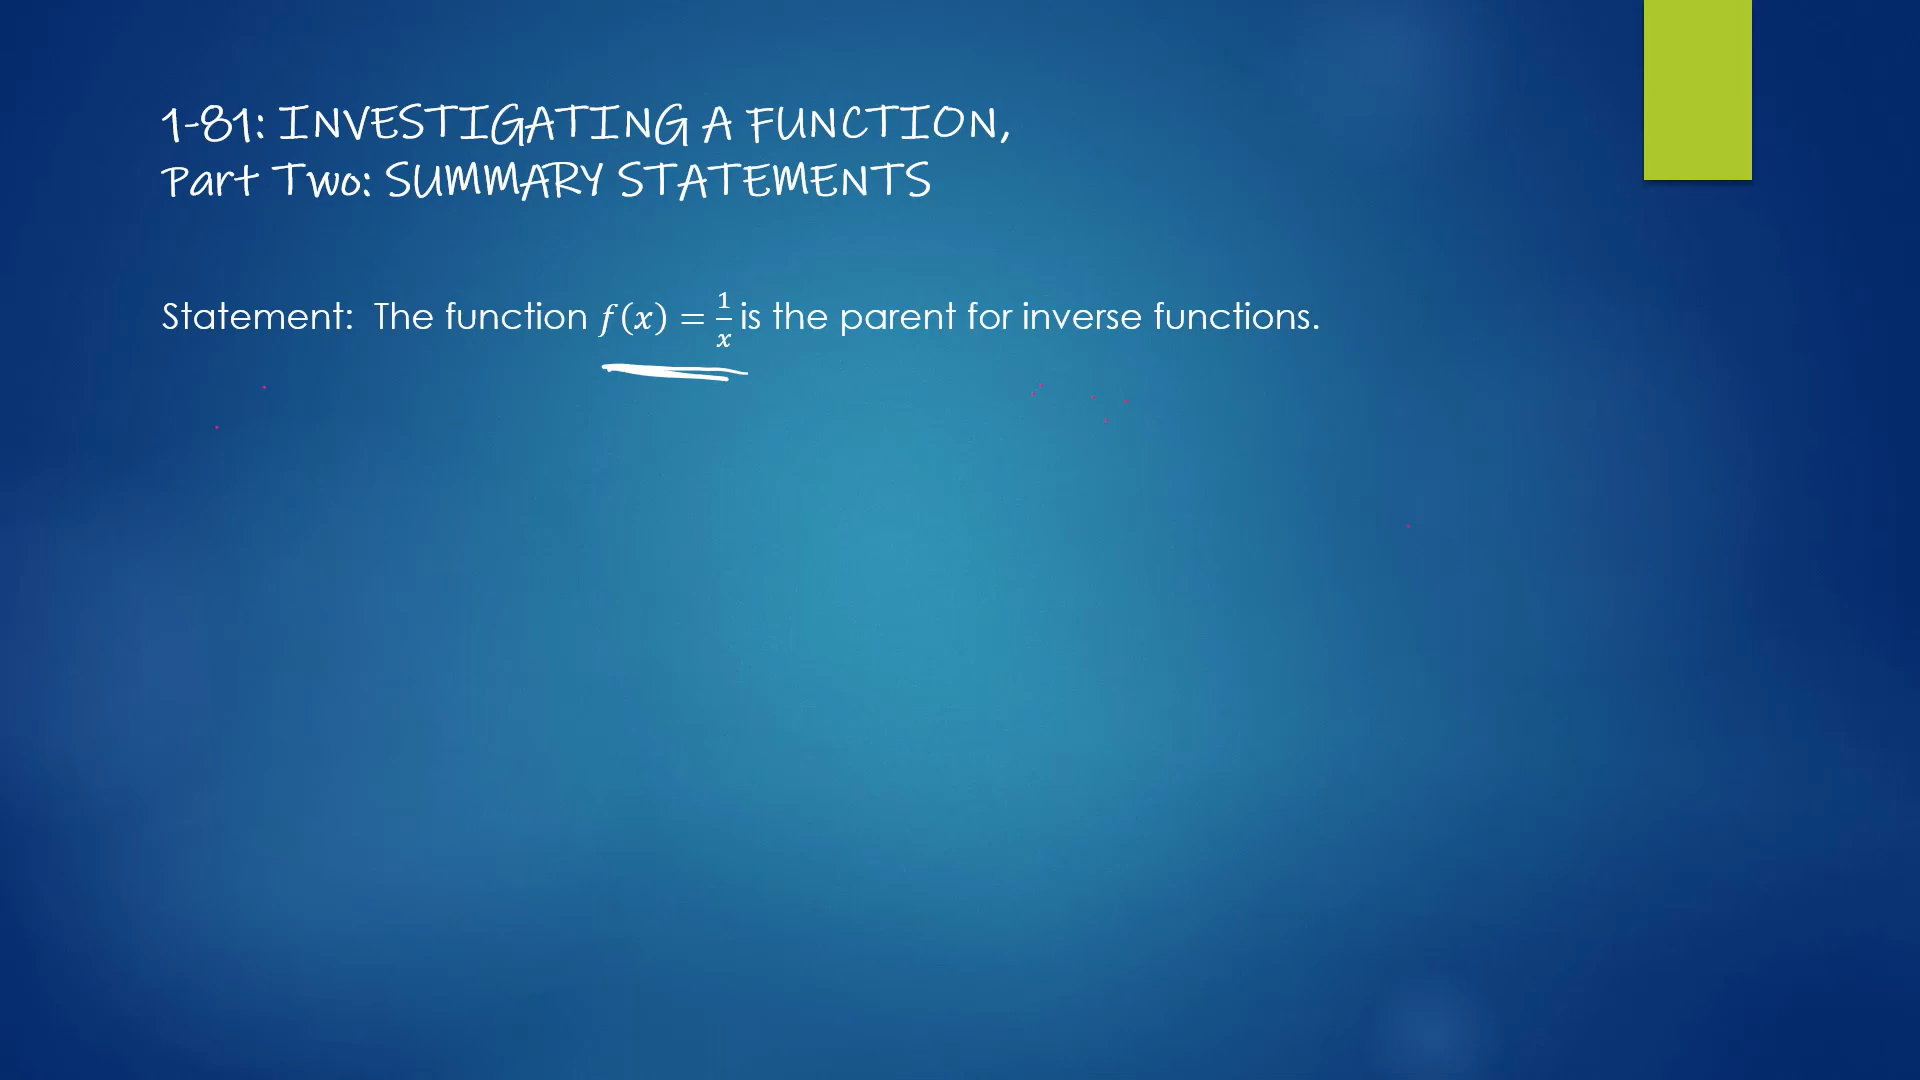 1-81: INVESTIGATING A FUNCTION,
Part Two: SUMMARY STATEMENTS
Statement: The function f(x) = 1/x is the parent for inverse functions.